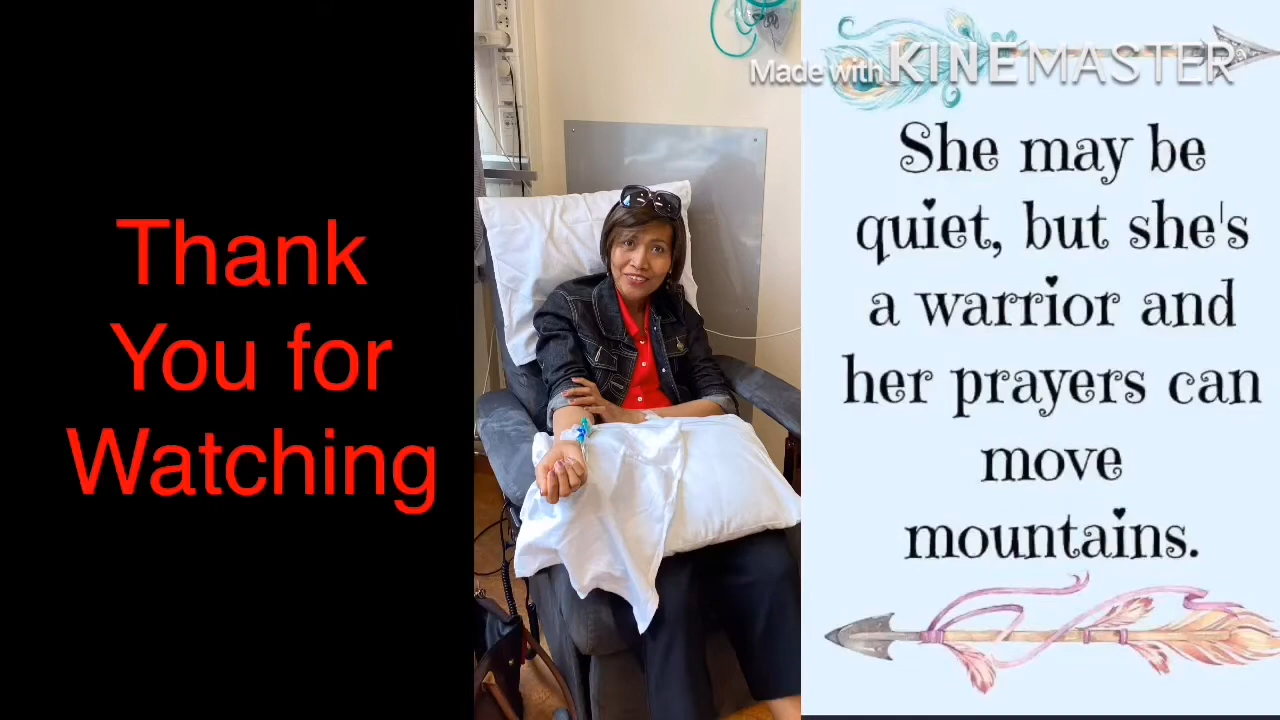 Thank
You for
Watching
Made with KINEMASTER
She may be
quiet, but she's
a warrior and
her prayers can
move
mountains.